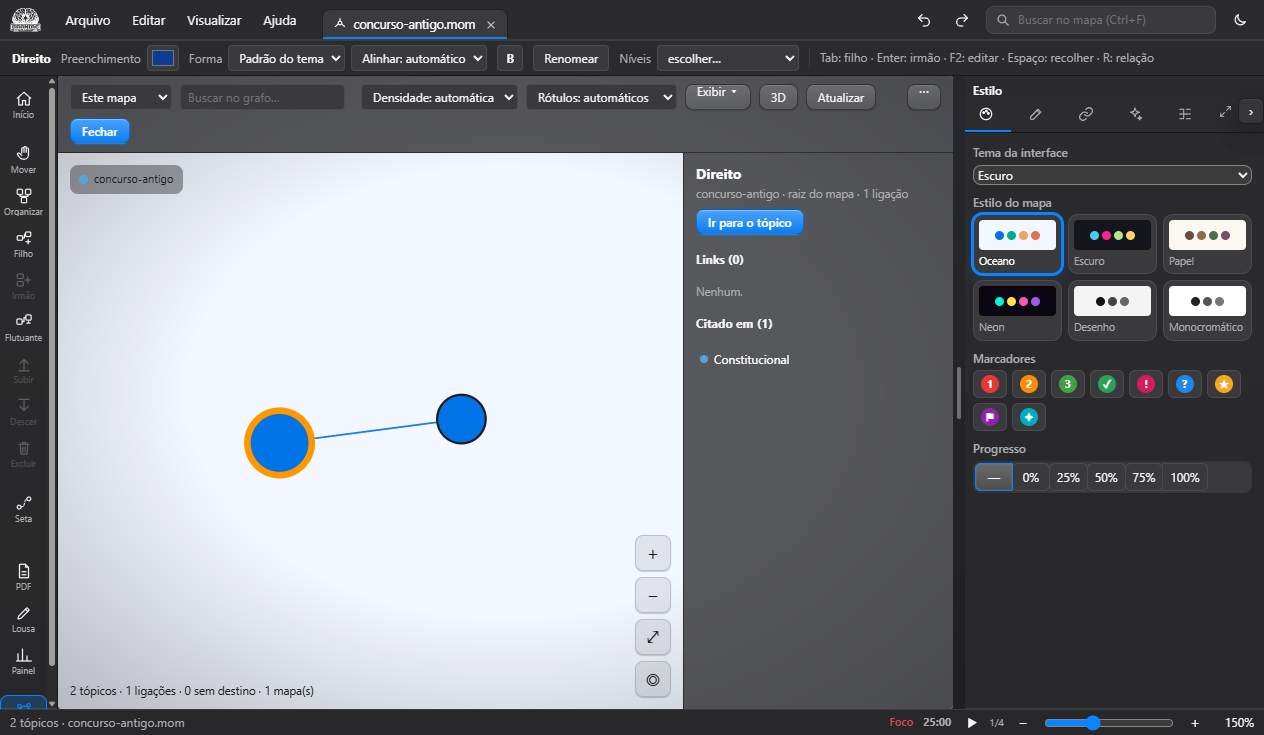 Arquivo Editar Visualizar Ajuda concurso-antigo.mom × Buscar no mapa (Ctrl+F)
Direito Preenchimento Forma Padrão do tema Alinhar: automático B Renomear Níveis escolher... Tab: filho · Enter: irmão · F2: editar · Espaço: recolher · R: relação
Início
Mover
Organizar
Filho
Irmão
Flutuante
Subir
Descer
Excluir
Seta
PDF
Lousa
Painel
Este mapa Buscar no grafo... Densidade: automática Rótulos: automáticos Exibir 3D Atualizar ...
Fechar
concurso-antigo
+
−
2 tópicos · 1 ligações · 0 sem destino · 1 mapa(s)
Direito
concurso-antigo · raiz do mapa · 1 ligação
Ir para o tópico
Links (0)
Nenhum.
Citado em (1)
Constitucional
Estilo
Tema da interface
Escuro
Estilo do mapa
Oceano Escuro Papel
Neon Desenho Monocromático
Marcadores
1 2 3 ✓ ! ? ★
Progresso
— 0% 25% 50% 75% 100%
2 tópicos · concurso-antigo.mom Foco 25:00 1/4 − + 150%